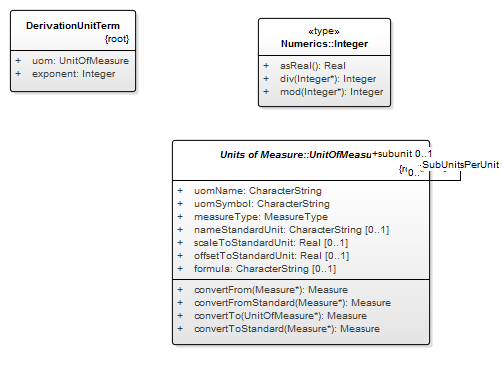 DerivationUnitTerm
{root}
+ uom: UnitOfMeasure
+ exponent: Integer
«type»
Numerics::Integer
+ asReal(): Real
+ div(Integer*): Integer
+ mod(Integer*): Integer
Units of Measure::UnitOfMeasu
+subunit 0..1
SubUnitsPerUnit
0..
+ uomName: CharacterString
+ uomSymbol: CharacterString
+ measureType: MeasureType
+ nameStandardUnit: CharacterString [0..1]
+ scaleToStandardUnit: Real [0..1]
+ offsetToStandardUnit: Real [0..1]
+ formula: CharacterString [0..1]
+ convertFrom(Measure*): Measure
+ convertFromStandard(Measure*): Measure
+ convertTo(UnitOfMeasure*): Measure
+ convertToStandard(Measure*): Measure